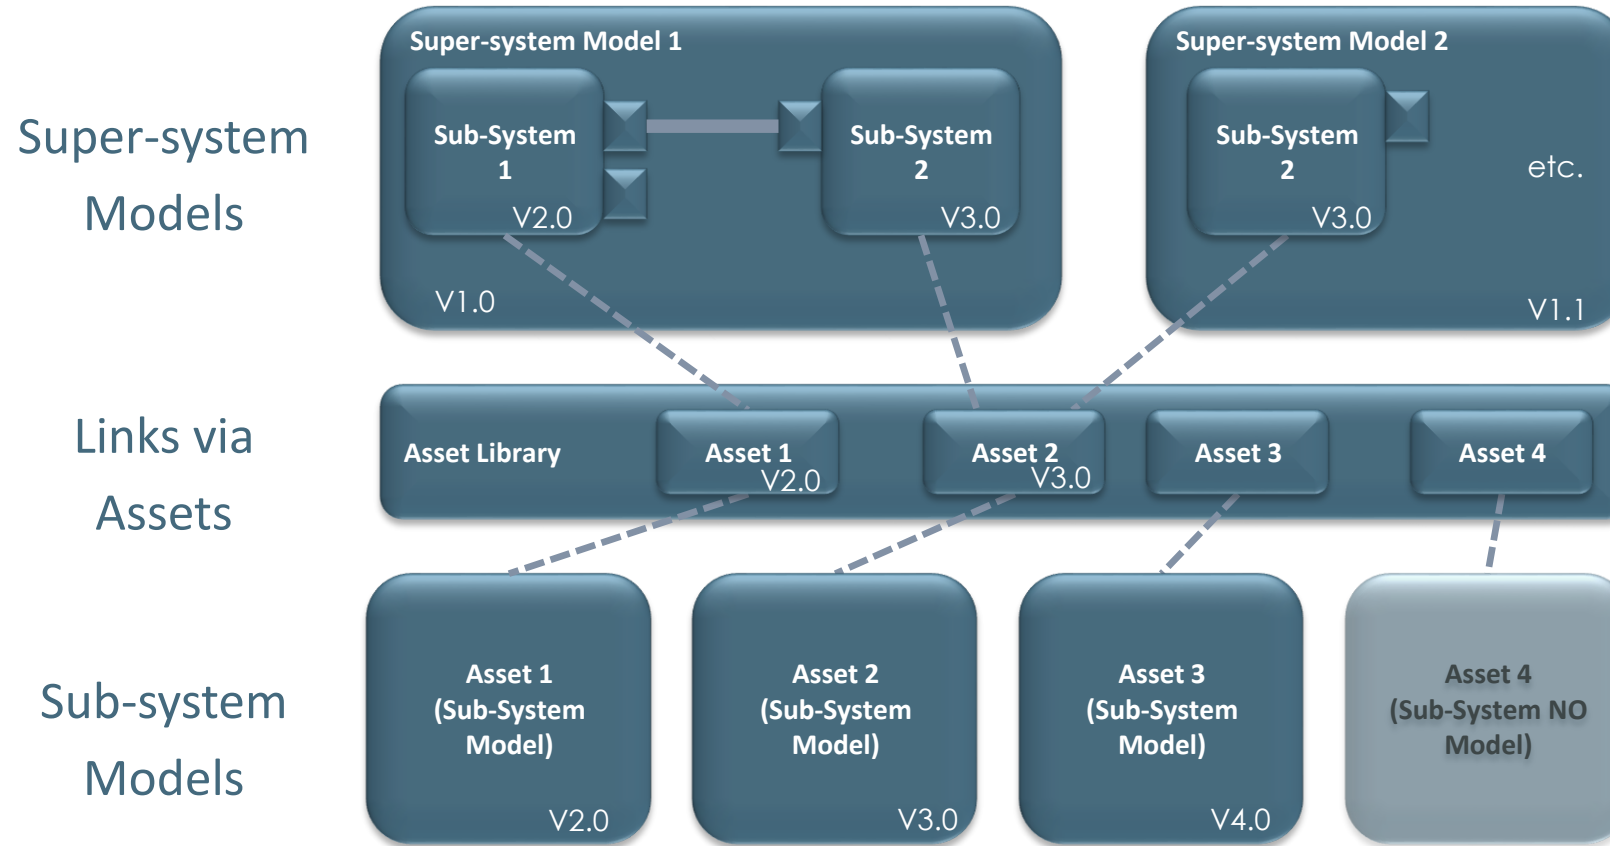 Super-system
Models
Super-system Model 1
Sub-System
1
V2.0
Sub-System
2
V3.0
V1.0
Super-system Model 2
Sub-System
2
V3.0
etc.
V1.1
Links via
Assets
Asset Library
Asset 1
V2.0
Asset 2
V3.0
Asset 3
Asset 4
Sub-system
Models
Asset 1
(Sub-System
Model)
V2.0
Asset 2
(Sub-System
Model)
V3.0
Asset 3
(Sub-System
Model)
V4.0
Asset 4
(Sub-System NO
Model)